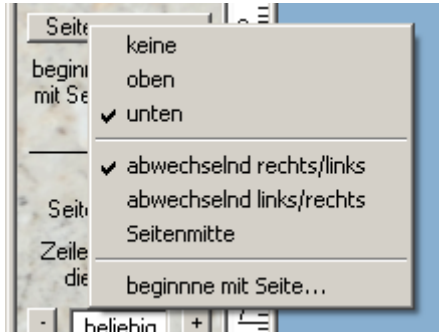 Seite
keine
beginn
oben
mit Se
unten
abwechselnd rechts/links
abwechselnd links/rechts
Seite
Seitenmitte
Zeile
die
beginnne mit Seite...
- beliebig +